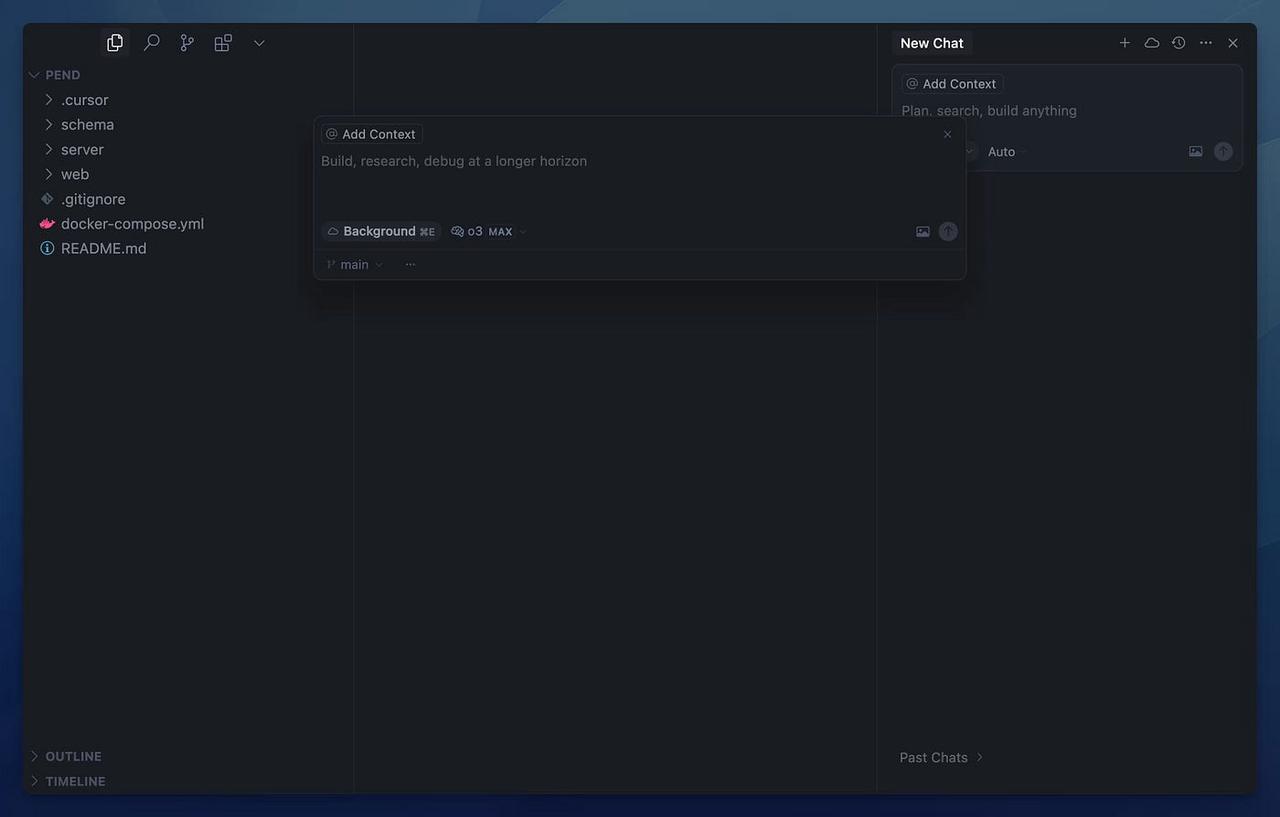 PEND
.cursor
schema
server
web
.gitignore
docker-compose.yml
README.md
OUTLINE
TIMELINE
Add Context
Build, research, debug at a longer horizon
Background ⌘E o3 MAX
main ...
New Chat
Add Context
Plan, search, build anything
Auto
Past Chats